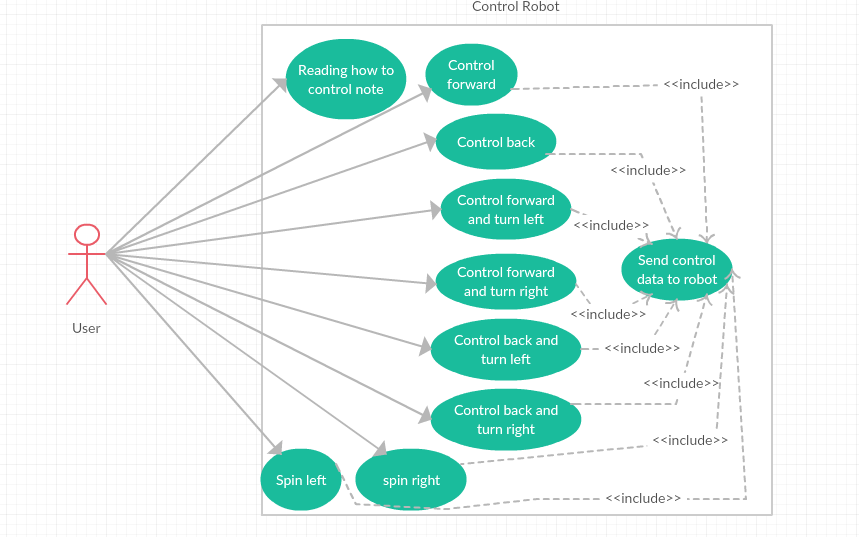 Control Robot
Reading how to
control note
Control
forward
<<include>>
Control back
<<include>>
Control forward
and turn left
<<include>>
Send control
data to robot
Control forward
and turn right
<<include>>
User
Control back and
turn left
<<include>>
<<include>>
Control back and
turn right
<<include>>
Spin left
spin right
<<include>>